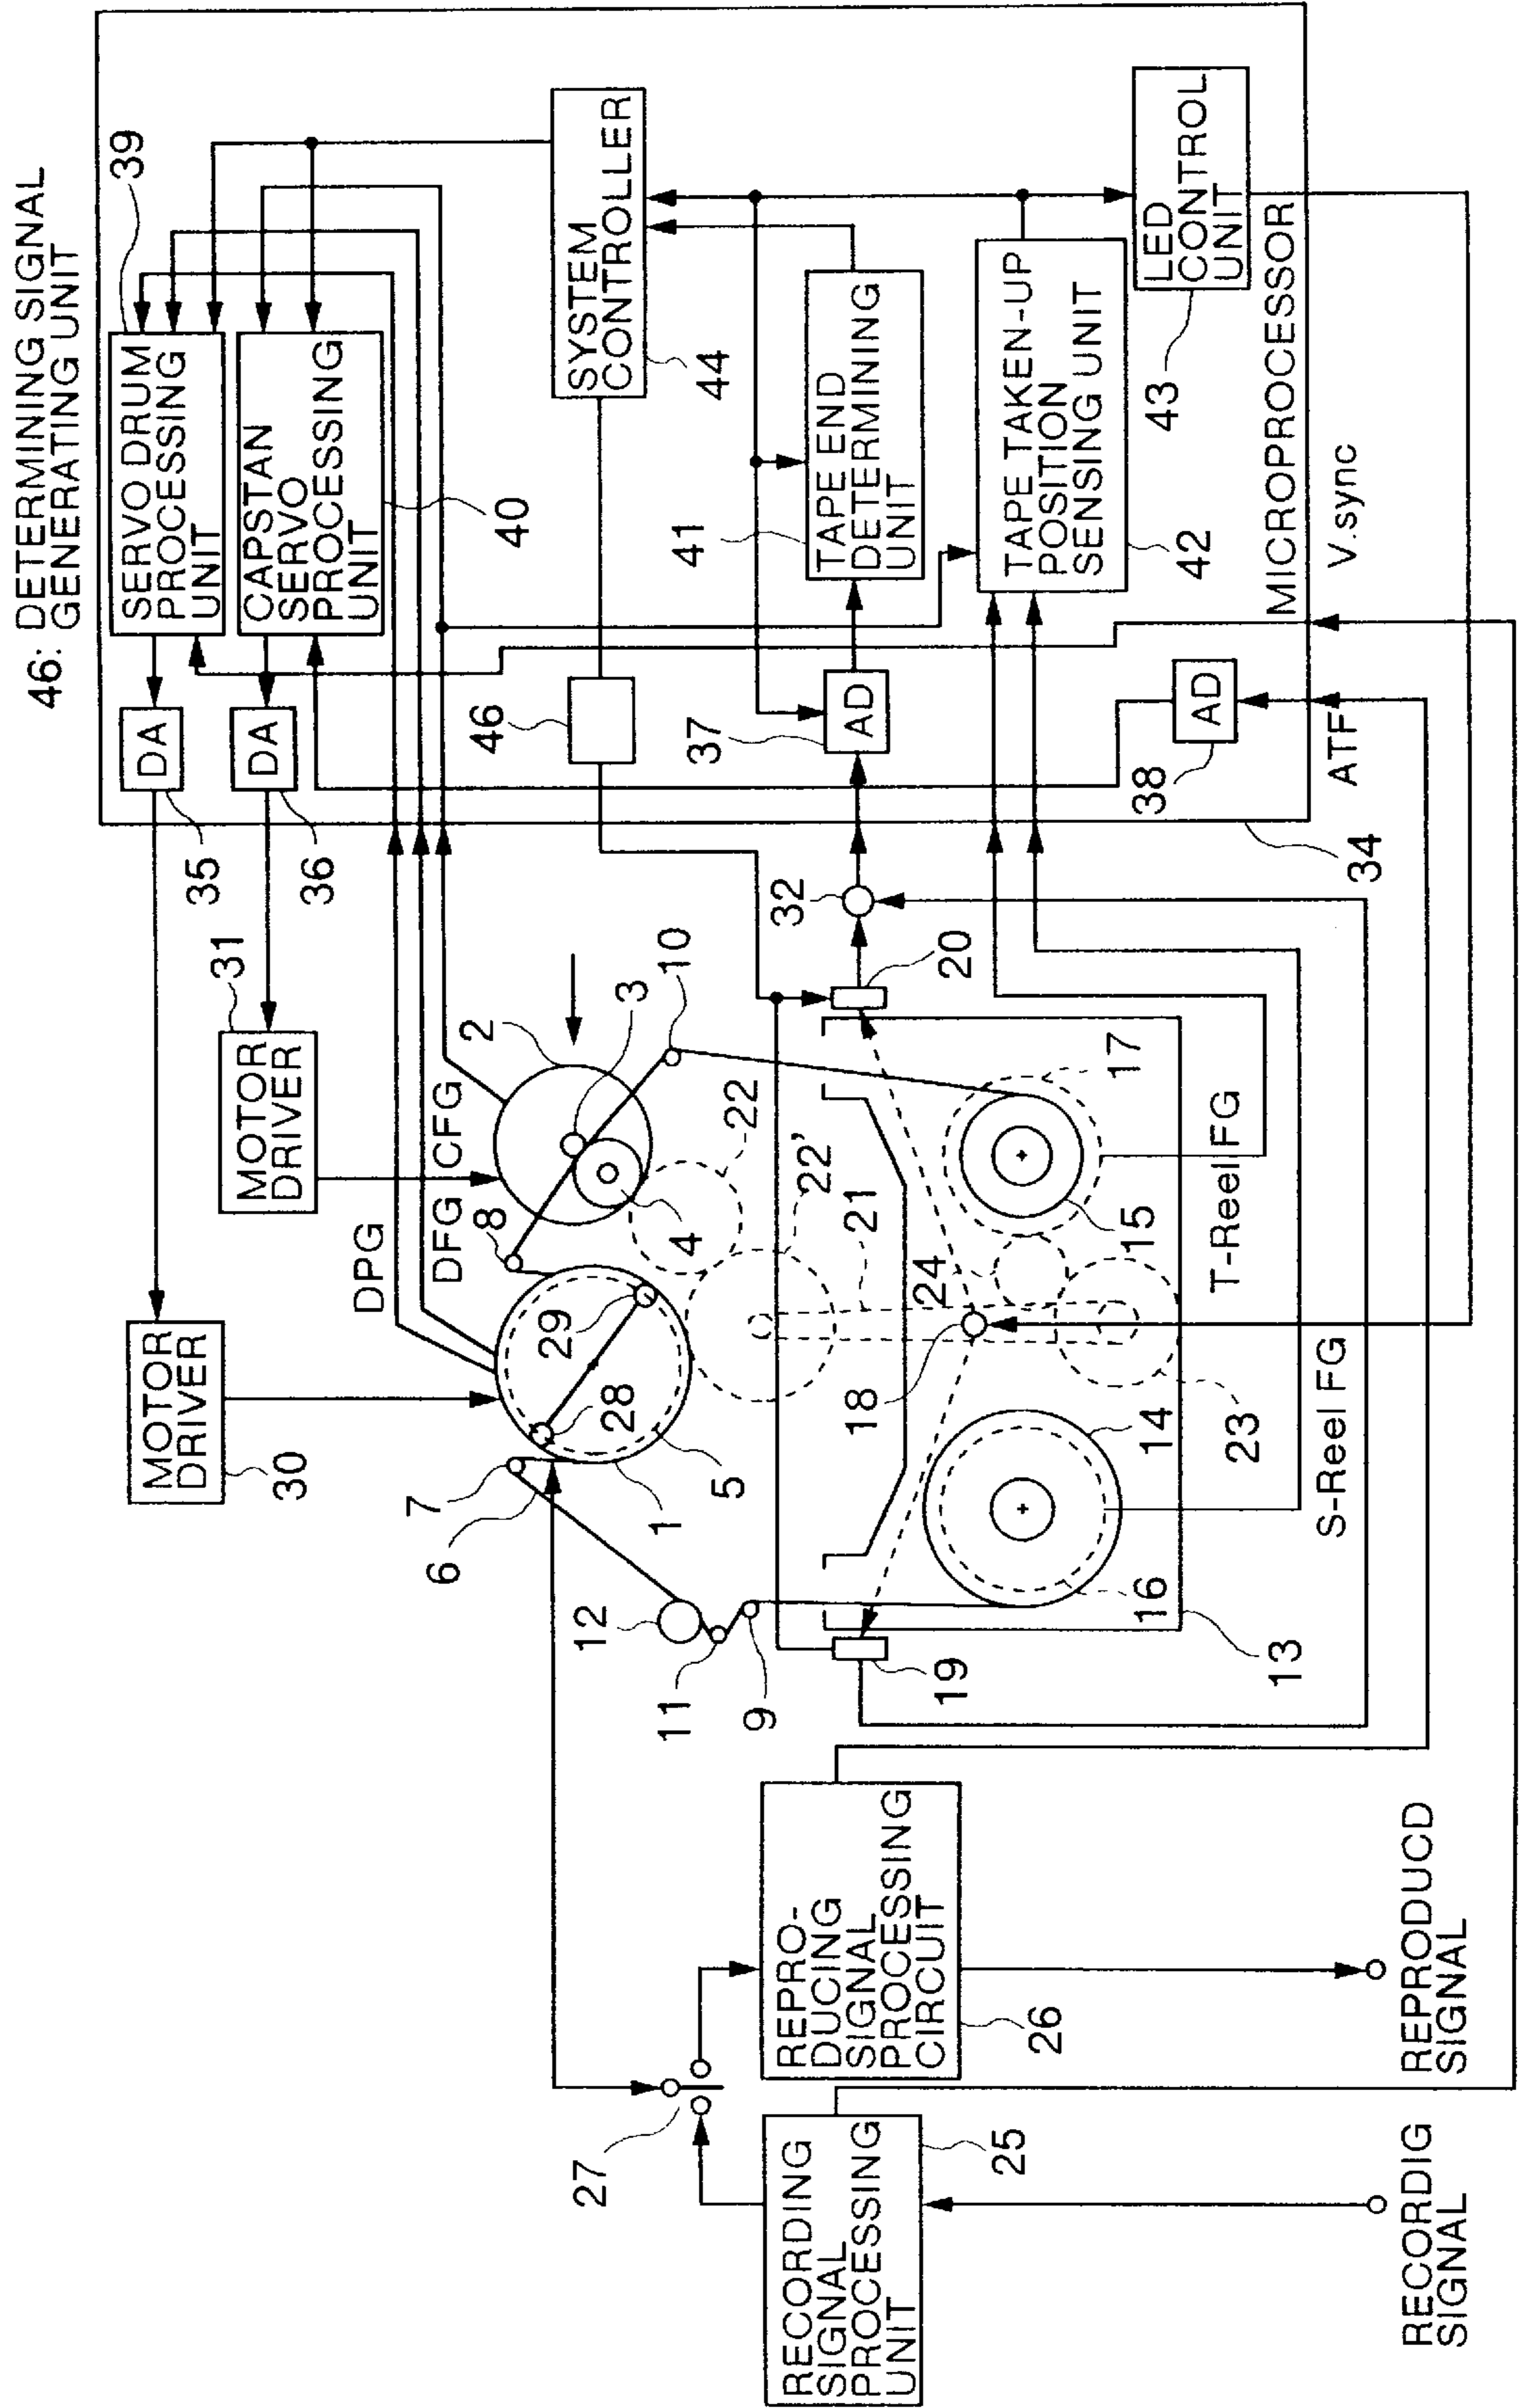 46: DETERMINING SIGNAL
GENERATING UNIT
39
SERVO DRUM
PROCESSING
UNIT
CAPSTAN
SERVO
PROCESSING
UNIT
40
DA
35
DA
36
46
SYSTEM
CONTROLLER
44
TAPE END
DETERMINING
UNIT
41
AD
37
TAPE TAKEN-UP
POSITION
SENSING UNIT
42
LED
CONTROL
UNIT
43
AD
38
MICROPROCESSOR
V.sync
ATF
34
MOTOR
DRIVER
30
MOTOR
DRIVER
31
DPG
DFG
CFG
2
3
10
8
4
22
22'
21
29
28
7
6
1
5
12
11
9
32
20
17
15
24
18
14
23
16
19
13
T-Reel FG
S-Reel FG
REPRO-
DUCING
SIGNAL
PROCESSING
CIRCUIT
26
27
RECORDING
SIGNAL
PROCESSING
UNIT
25
REPRODUCD
SIGNAL
RECORDIG
SIGNAL